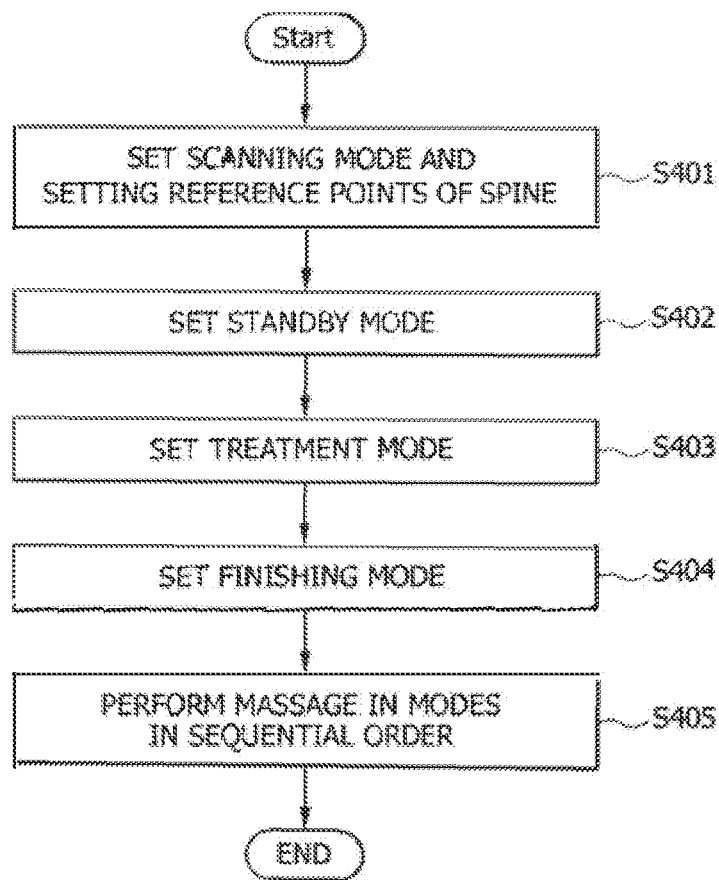 Start
SET SCANNING MODE AND
SETTING REFERENCE POINTS OF SPINE
S401
SET STANDBY MODE
S402
SET TREATMENT MODE
S403
SET FINISHING MODE
S404
PERFORM MASSAGE IN MODES
IN SEQUENTIAL ORDER
S405
END